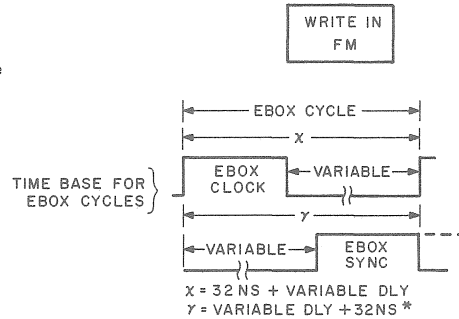 WRITE IN
FM
e
EBOX CYCLE
χ
EBOX
CLOCK
VARIABLE
TIME BASE FOR
EBOX CYCLES
γ
VARIABLE
EBOX
SYNC
χ = 32 NS + VARIABLE DLY
γ = VARIABLE DLY + 32NS *